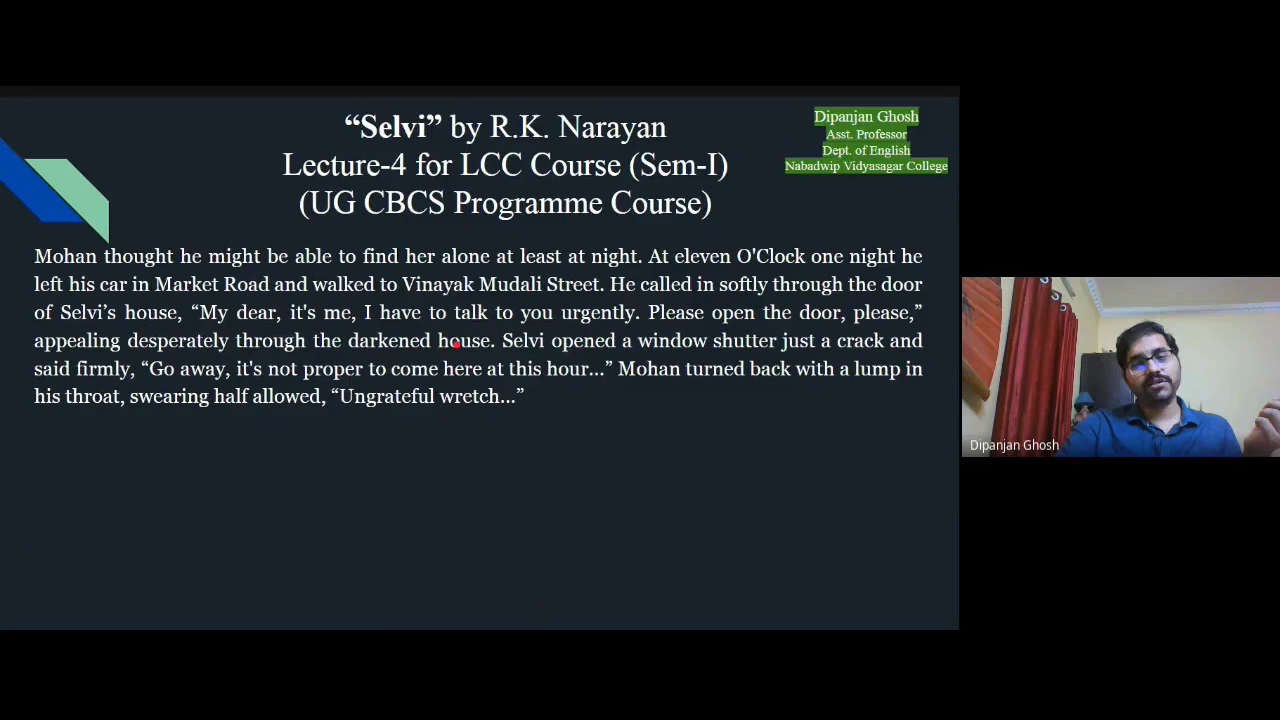 “Selvi” by R.K. Narayan
Lecture-4 for LCC Course (Sem-I)
(UG CBCS Programme Course)
Dipanjan Ghosh
Asst. Professor
Dept. of English
Nabadwip Vidyasagar College
Mohan thought he might be able to find her alone at least at night. At eleven O'Clock one night he
left his car in Market Road and walked to Vinayak Mudali Street. He called in softly through the door
of Selvi’s house, “My dear, it's me, I have to talk to you urgently. Please open the door, please,”
appealing desperately through the darkened house. Selvi opened a window shutter just a crack and
said firmly, “Go away, it's not proper to come here at this hour...” Mohan turned back with a lump in
his throat, swearing half allowed, “Ungrateful wretch...”
Dipanjan Ghosh